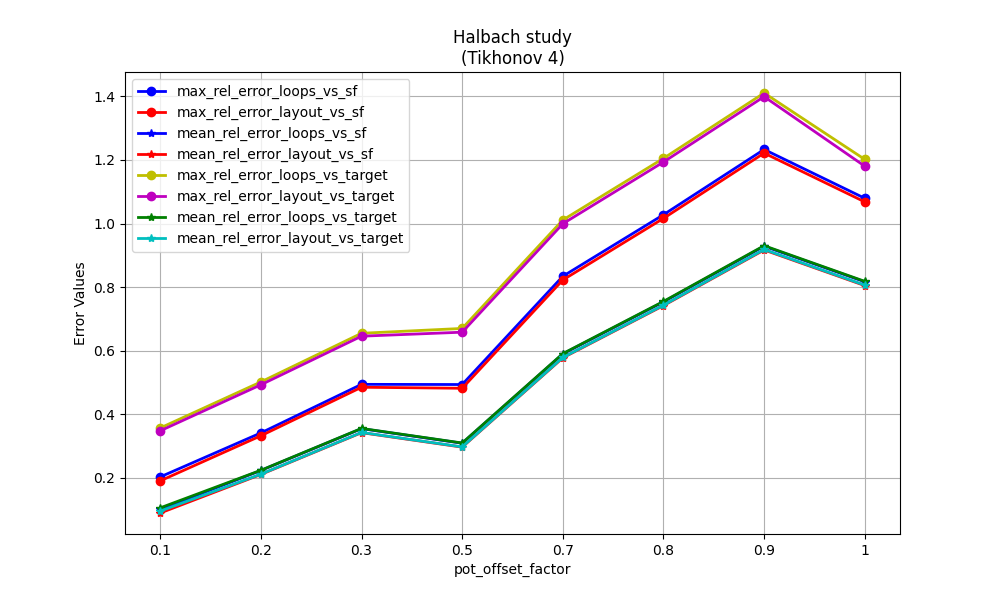 Halbach study
(Tikhonov 4)
max_rel_error_loops_vs_sf
max_rel_error_layout_vs_sf
mean_rel_error_loops_vs_sf
mean_rel_error_layout_vs_sf
max_rel_error_loops_vs_target
max_rel_error_layout_vs_target
mean_rel_error_loops_vs_target
mean_rel_error_layout_vs_target
Error Values
1.4
1.2
1.0
0.8
0.6
0.4
0.2
0.1 0.2 0.3 0.5 0.7 0.8 0.9 1
pot_offset_factor